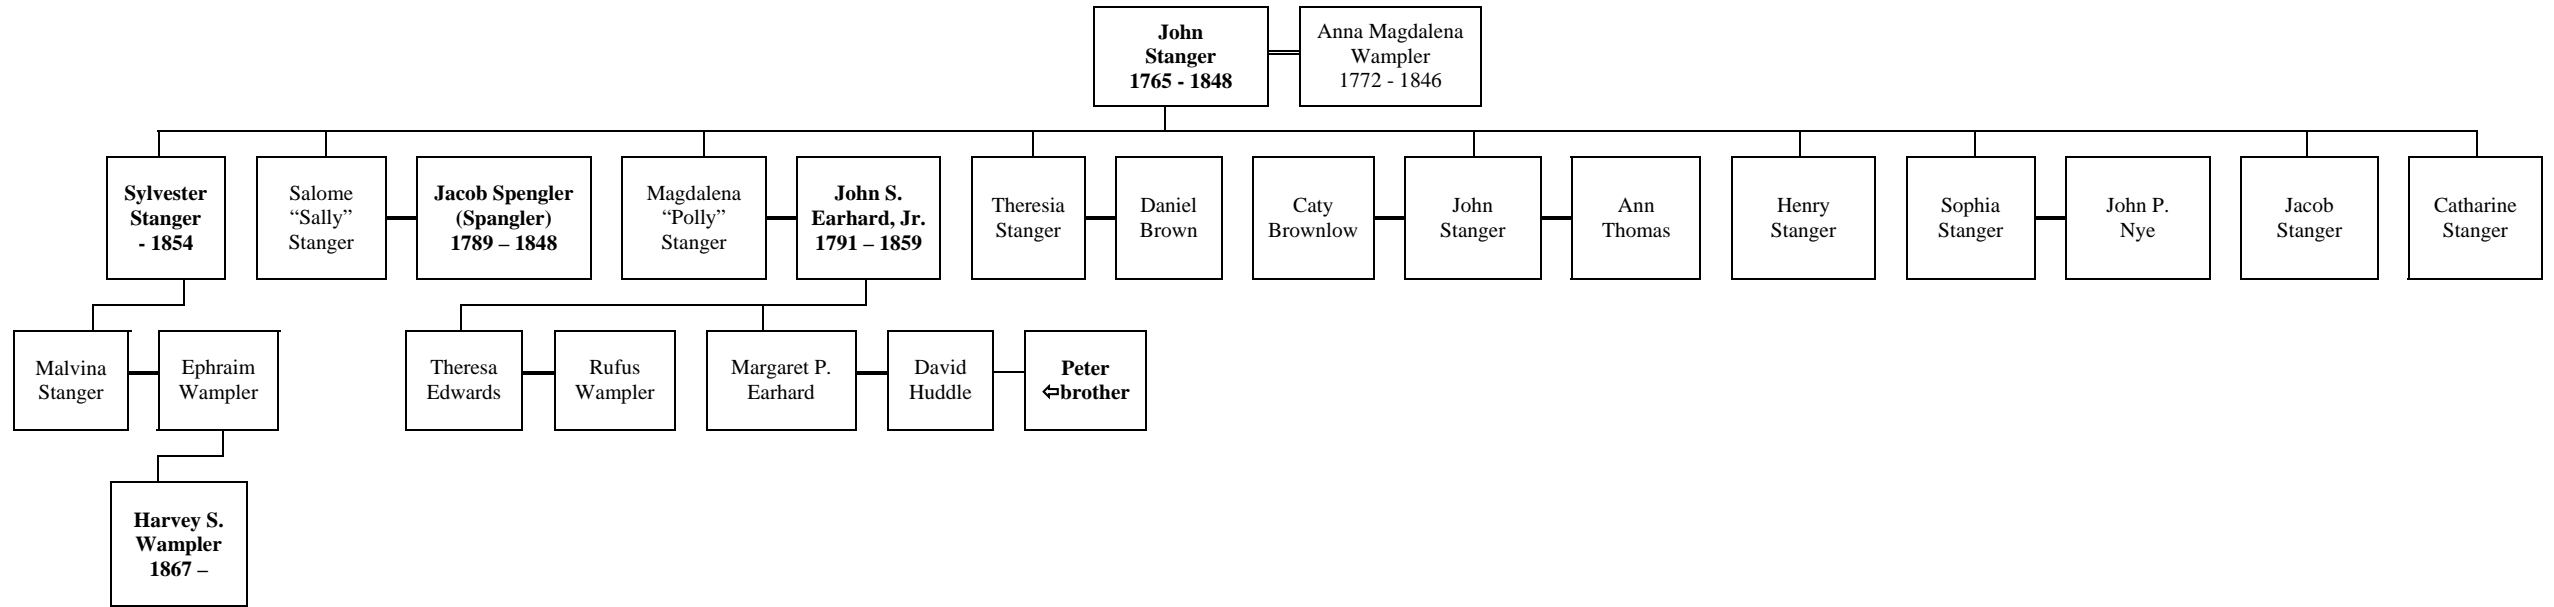 John
Stanger
1765 - 1848
Anna Magdalena
Wampler
1772 - 1846
Sylvester
Stanger
- 1854
Salome
“Sally”
Stanger
Jacob Spengler
(Spangler)
1789 – 1848
Magdalena
“Polly”
Stanger
John S.
Earhard, Jr.
1791 – 1859
Theresia
Stanger
Daniel
Brown
Caty
Brownlow
John
Stanger
Ann
Thomas
Henry
Stanger
Sophia
Stanger
John P.
Nye
Jacob
Stanger
Catharine
Stanger
Malvina
Stanger
Ephraim
Wampler
Theresa
Edwards
Rufus
Wampler
Margaret P.
Earhard
David
Huddle
Peter
⇦brother
Harvey S.
Wampler
1867 –